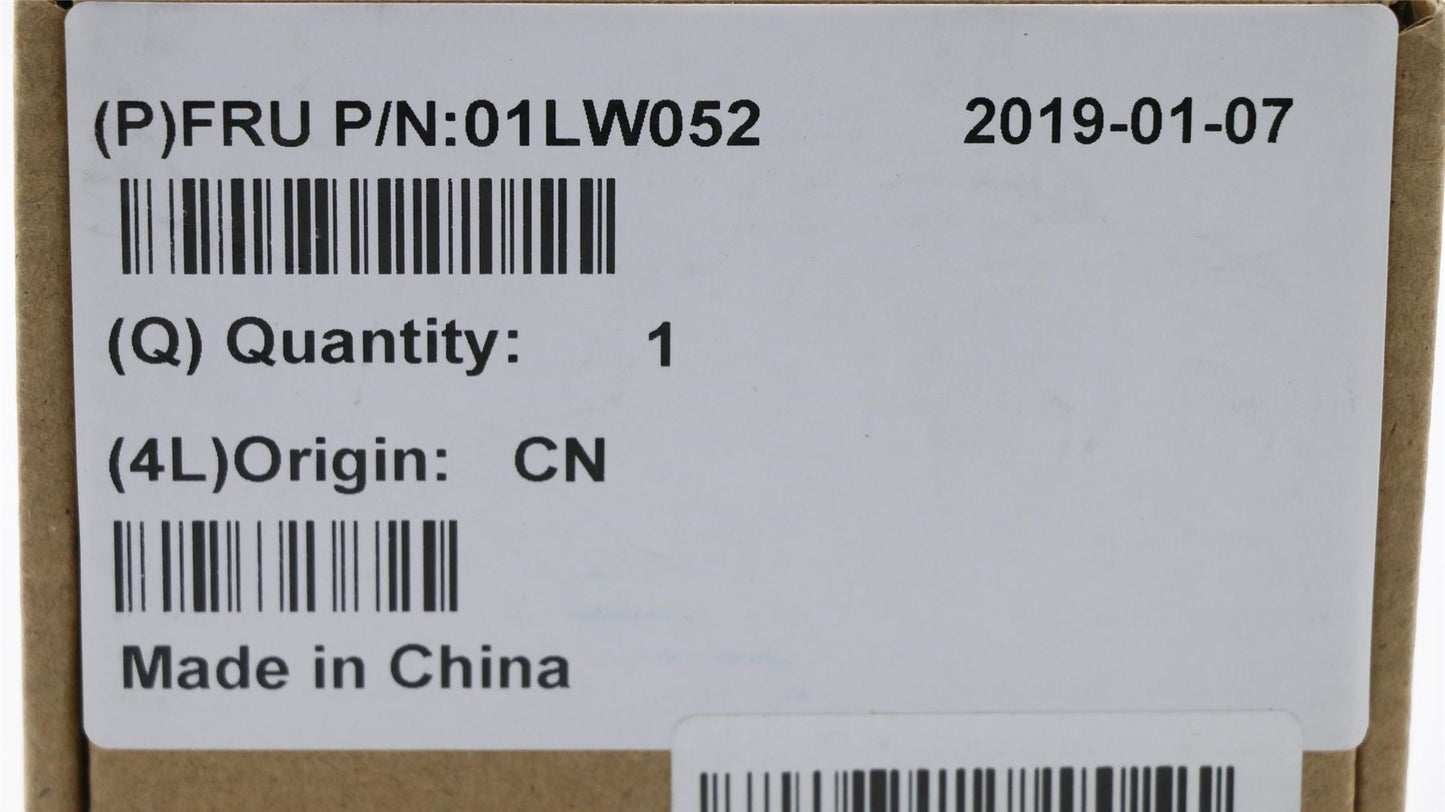 (P)FRU P/N:01LW052 2019-01-07
(Q) Quantity: 1
(4L)Origin: CN
Made in China